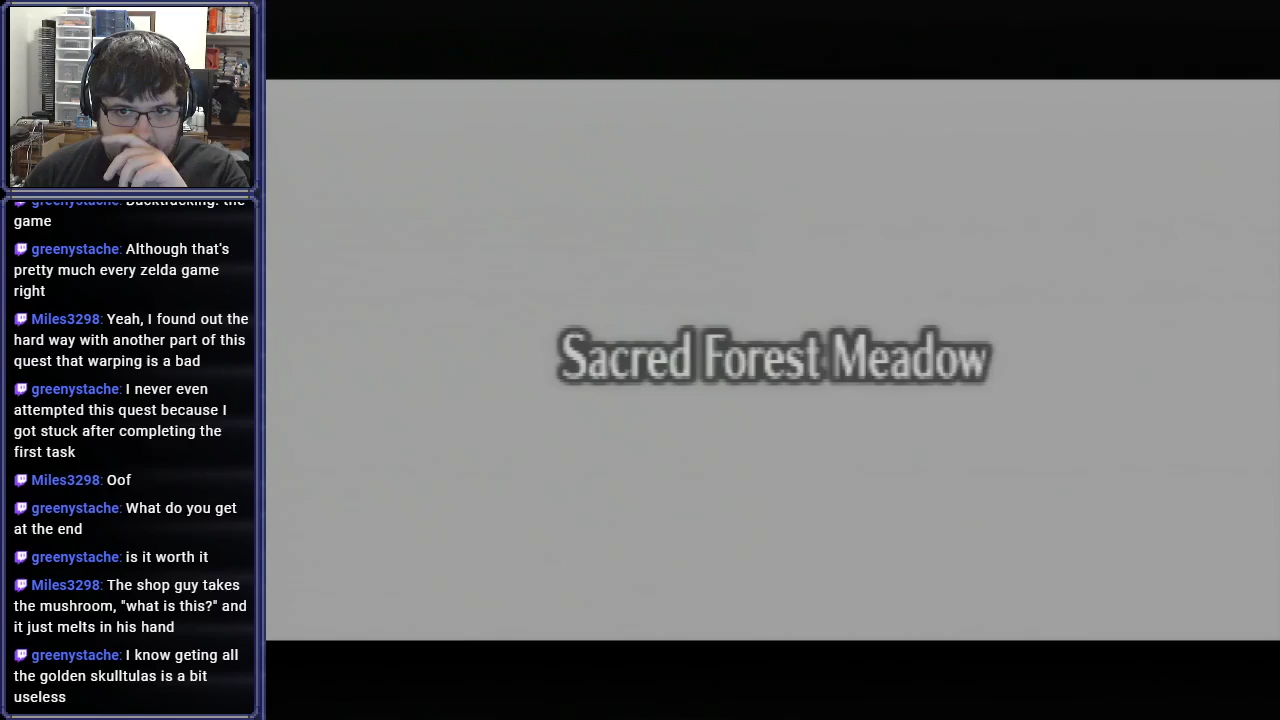 greenystache: Backtracking: the
game
greenystache: Although that's
pretty much every zelda game
right
Miles3298: Yeah, I found out the
hard way with another part of this
quest that warping is a bad
greenystache: I never even
attempted this quest because I
got stuck after completing the
first task
Miles3298: Oof
greenystache: What do you get
at the end
greenystache: is it worth it
Miles3298: The shop guy takes
the mushroom, "what is this?" and
it just melts in his hand
greenystache: I know geting all
the golden skulltulas is a bit
useless
Sacred Forest Meadow